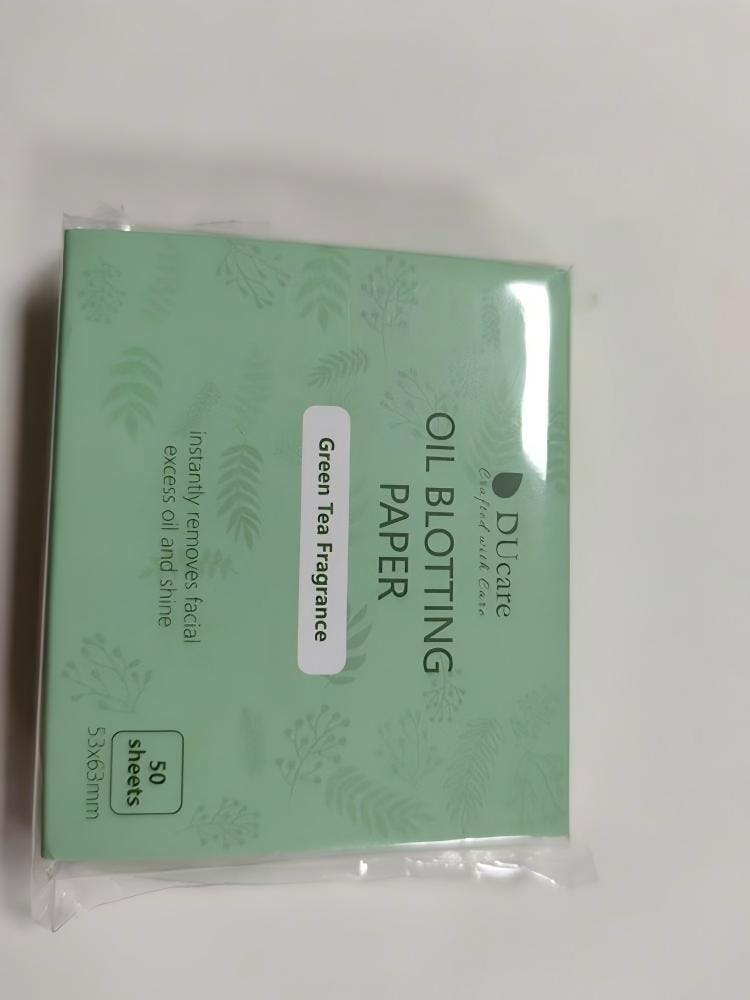 DUcare
Crafted with Care
OIL BLOTTING
PAPER
Green Tea Fragrance
instantly removes facial
excess oil and shine
50
sheets
53x63mm